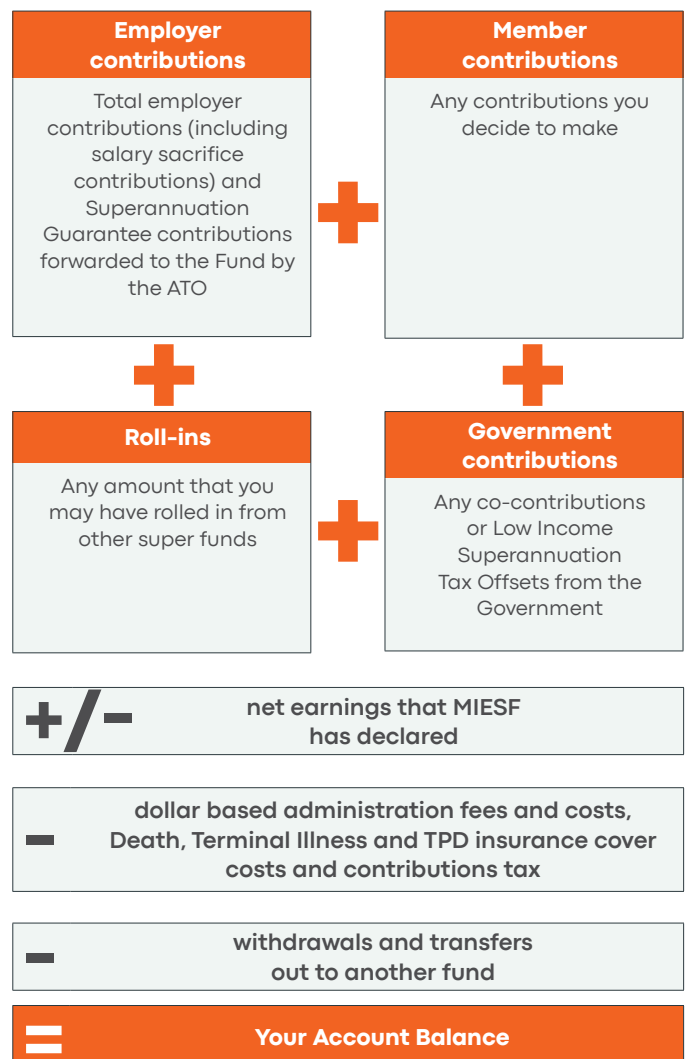 Employer
contributions
Total employer
contributions (including
salary sacrifice
contributions) and
Superannuation
Guarantee contributions
forwarded to the Fund by
the ATO
+
Member
contributions
Any contributions you
decide to make
+
+
Roll-ins
Any amount that you
may have rolled in from
other super funds
+
Government
contributions
Any co-contributions
or Low Income
Superannuation
Tax Offsets from the
Government
+/-
net earnings that MIESF
has declared
-
dollar based administration fees and costs,
Death, Terminal Illness and TPD insurance cover
costs and contributions tax
-
withdrawals and transfers
out to another fund
=
Your Account Balance